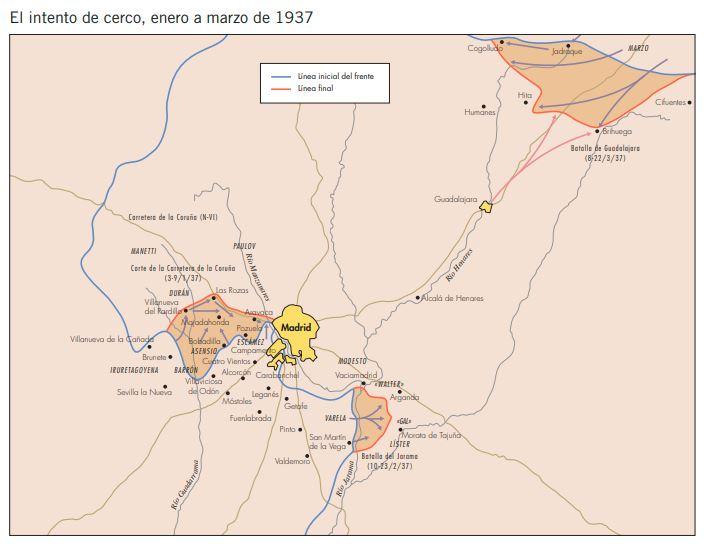 El intento de cerco, enero a marzo de 1937
Línea inicial del frente
Línea final
Cogolludo
Jadraque
MARZO
Hita
Humanes
Cifuentes
Brihuega
Batalla de Guadalajara
(8-22/3/37)
Guadalajara
Carretera de la Coruña (N-VI)
MANETTI
PAULOV
Río Manzanares
Río Henares
Corte de la Carretera de la Coruña
(3-9/1/37)
DURÁN
Las Rozas
Alcalá de Henares
Villanueva
del Pardillo
Aravaca
Majadahonda
Madrid
Pozuelo
Villanueva de la Cañada
Boadilla
ESCÁMEZ
ASENSIO
Campamento
Brunete
Cuatro Vientos
MODESTO
IRURETAGOYENA
BARRÓN
Alcorcón
Carabanchel
Vaciamadrid
Villaviciosa
de Odón
«WALTER»
Sevilla la Nueva
Móstoles
Leganés
Arganda
Getafe
Fuenlabrada
VARELA
«GAL»
Pinto
San Martín
de la Vega
Morata de Tajuña
LÍSTER
Valdemoro
Batalla del Jarama
(10-23/2/37)
Río Guadarrama
Río Jarama